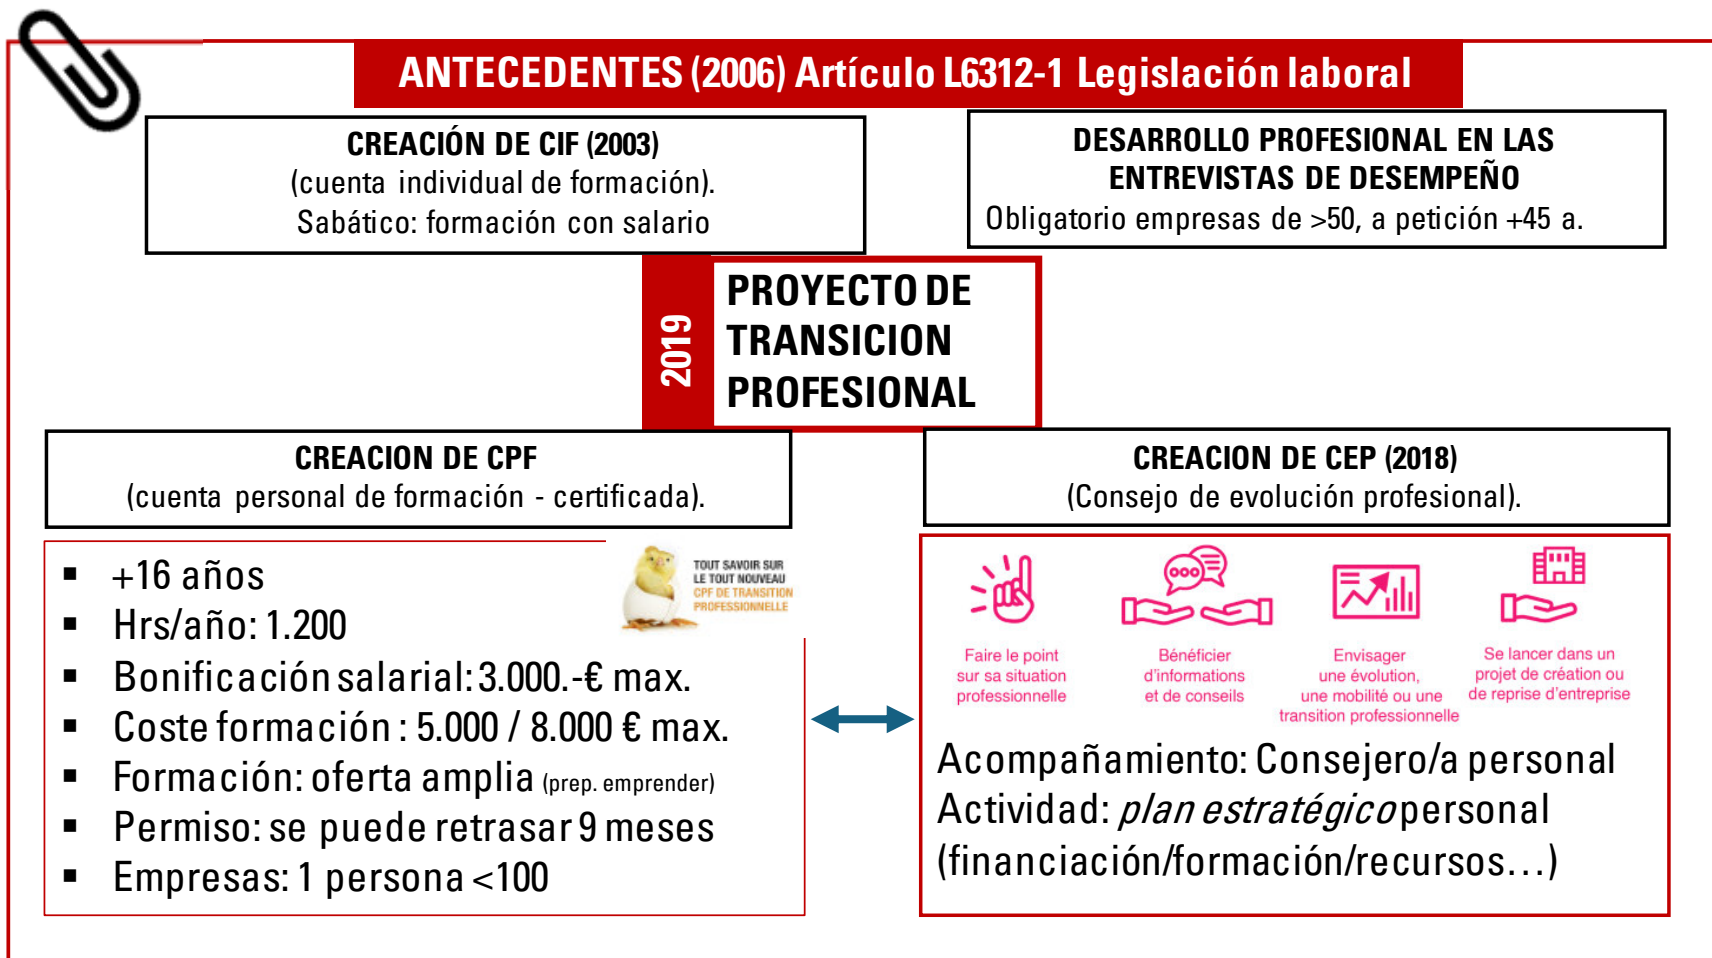 ANTECEDENTES (2006) Artículo L6312-1 Legislación laboral
CREACIÓN DE CIF (2003)
(cuenta individual de formación).
Sabático: formación con salario
DESARROLLO PROFESIONAL EN LAS
ENTREVISTAS DE DESEMPEÑO
Obligatorio empresas de >50, a petición +45 a.
2019
PROYECTO DE
TRANSICION
PROFESIONAL
CREACION DE CPF
(cuenta personal de formación - certificada).
▪ +16 años
▪ Hrs/año: 1.200
▪ Bonificación salarial: 3.000.-€ max.
▪ Coste formación : 5.000 / 8.000 € max.
▪ Formación: oferta amplia (prep. emprender)
▪ Permiso: se puede retrasar 9 meses
▪ Empresas: 1 persona <100
TOUT SAVOIR SUR
LE TOUT NOUVEAU
CPF DE TRANSITION
PROFESSIONNELLE
CREACION DE CEP (2018)
(Consejo de evolución profesional).
Faire le point
sur sa situation
professionnelle
Bénéficier
d'informations
et de conseils
Envisager
une évolution,
une mobilité ou une
transition professionnelle
Se lancer dans un
projet de création ou
de reprise d'entreprise
Acompañamiento: Consejero/a personal
Actividad: plan estratégico personal
(financiación/formación/recursos…)